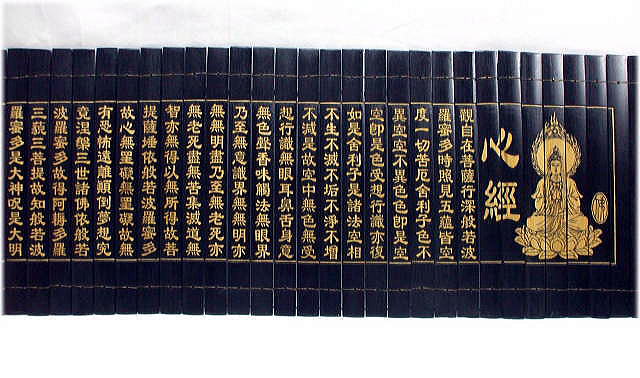 心經
觀自在菩薩行深般若波
羅蜜多時照見五蘊皆空
度一切苦厄舍利子色不
異空空不異色色即是空
空即是色受想行識亦復
如是舍利子是諸法空相
不生不滅不垢不淨不增
不減是故空中無色無受
想行識無眼耳鼻舌身意
無色聲香味觸法無眼界
乃至無意識界無無明亦
無無明盡乃至無老死亦
無老死盡無苦集滅道無
智亦無得以無所得故菩
提薩埵依般若波羅蜜多
故心無罣礙無罣礙故無
有恐怖遠離顛倒夢想究
竟涅槃三世諸佛依般若
波羅蜜多故得阿耨多羅
三藐三菩提故知般若波
羅蜜多是大神呪是大明